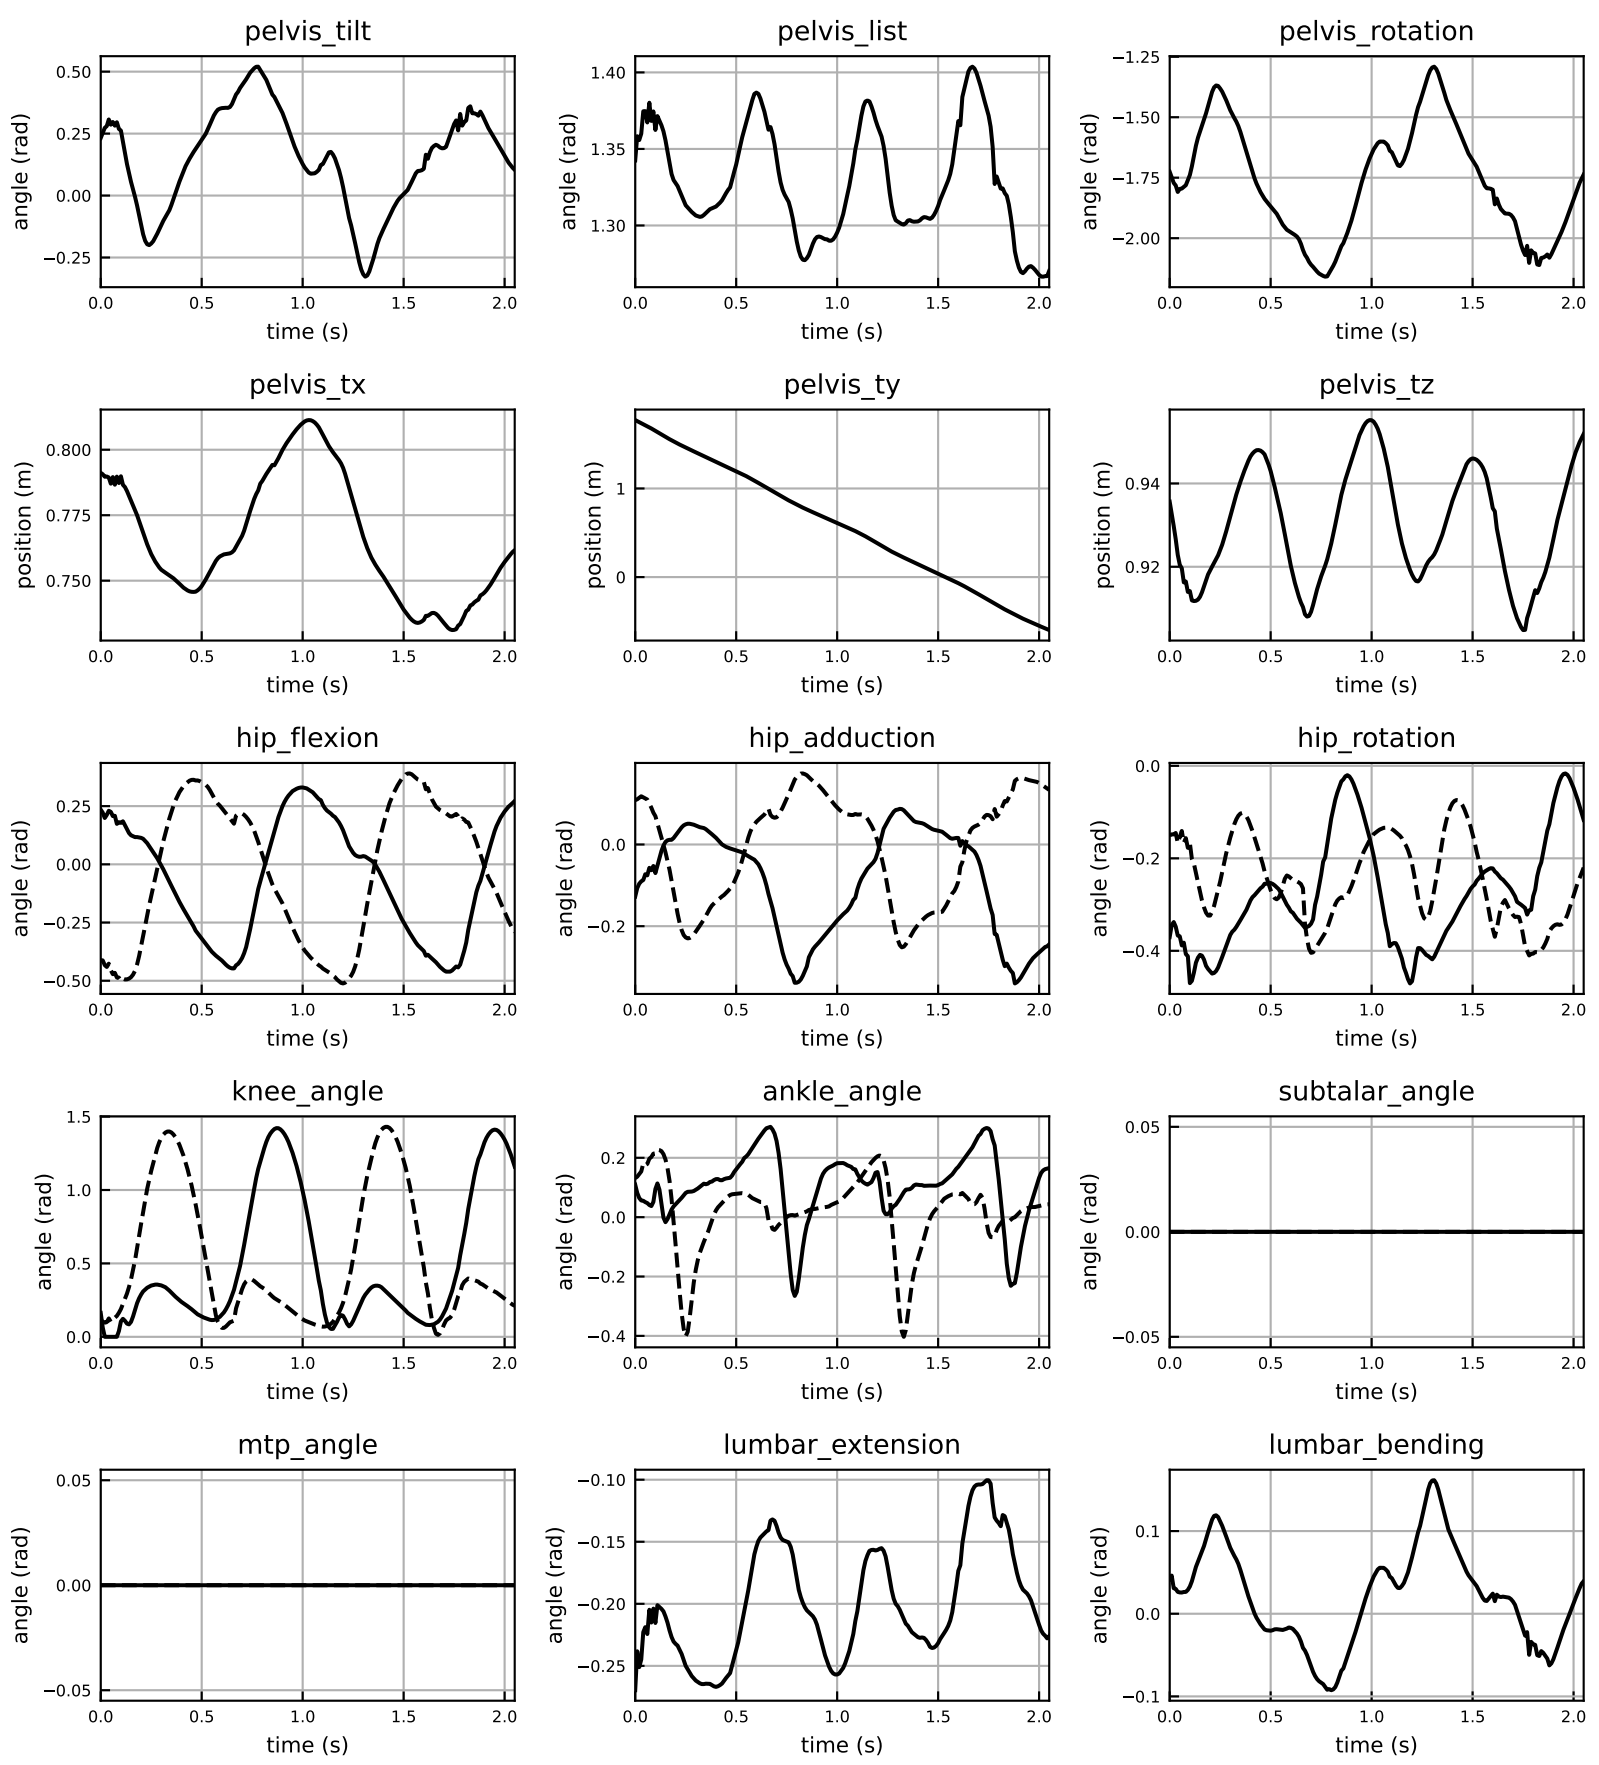 pelvis_tilt
angle (rad)
0.50
0.25
0.00
−0.25
0.0 0.5 1.0 1.5 2.0
time (s)
pelvis_list
angle (rad)
1.40
1.35
1.30
0.0 0.5 1.0 1.5 2.0
time (s)
pelvis_rotation
angle (rad)
−1.25
−1.50
−1.75
−2.00
0.0 0.5 1.0 1.5 2.0
time (s)
pelvis_tx
position (m)
0.800
0.775
0.750
0.0 0.5 1.0 1.5 2.0
time (s)
pelvis_ty
position (m)
1
0
0.0 0.5 1.0 1.5 2.0
time (s)
pelvis_tz
position (m)
0.94
0.92
0.0 0.5 1.0 1.5 2.0
time (s)
hip_flexion
angle (rad)
0.25
0.00
−0.25
−0.50
0.0 0.5 1.0 1.5 2.0
time (s)
hip_adduction
angle (rad)
0.0
−0.2
0.0 0.5 1.0 1.5 2.0
time (s)
hip_rotation
angle (rad)
0.0
−0.2
−0.4
0.0 0.5 1.0 1.5 2.0
time (s)
knee_angle
angle (rad)
1.5
1.0
0.5
0.0
0.0 0.5 1.0 1.5 2.0
time (s)
ankle_angle
angle (rad)
0.2
0.0
−0.2
−0.4
0.0 0.5 1.0 1.5 2.0
time (s)
subtalar_angle
angle (rad)
0.05
0.00
−0.05
0.0 0.5 1.0 1.5 2.0
time (s)
mtp_angle
angle (rad)
0.05
0.00
−0.05
0.0 0.5 1.0 1.5 2.0
time (s)
lumbar_extension
angle (rad)
−0.10
−0.15
−0.20
−0.25
0.0 0.5 1.0 1.5 2.0
time (s)
lumbar_bending
angle (rad)
0.1
0.0
−0.1
0.0 0.5 1.0 1.5 2.0
time (s)